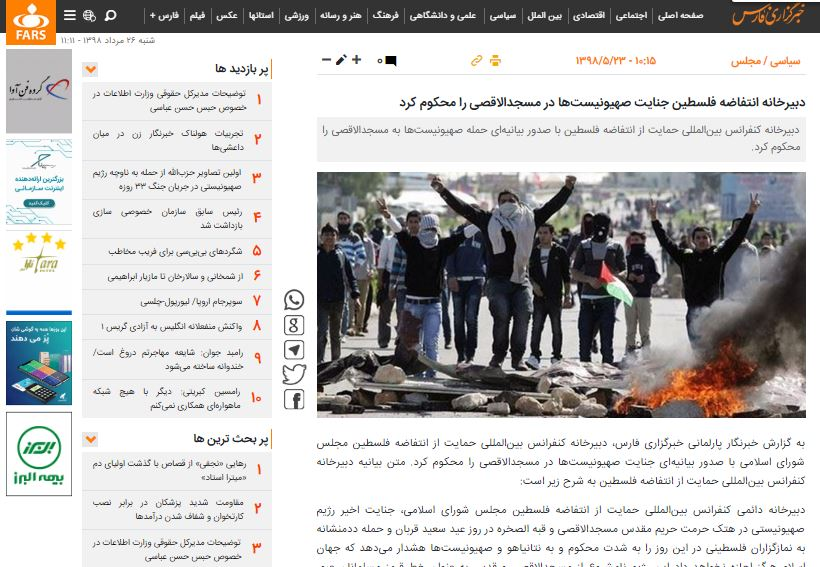 خبرگزاری فارس
صفحه اصلی
اجتماعی
اقتصادی
بین الملل
سیاسی
علمی و دانشگاهی
فرهنگ
هنر و رسانه
ورزشی
استانها
عکس
فیلم
فارس +
FARS
شنبه ۲۶ مرداد ۱۳۹۸ - ۱۱:۱۱
سیاسی / مجلس
۱۰:۱۵ - ۱۳۹۸/۵/۲۳
۰
دبیرخانه انتفاضه فلسطین جنایت صهیونیست‌ها در مسجدالاقصی را محکوم کرد
دبیرخانه کنفرانس بین‌المللی حمایت از انتفاضه فلسطین با صدور بیانیه‌ای حمله صهیونیست‌ها به مسجدالاقصی را
محکوم کرد.
به گزارش خبرنگار پارلمانی خبرگزاری فارس، دبیرخانه کنفرانس بین‌المللی حمایت از انتفاضه فلسطین مجلس
شورای اسلامی با صدور بیانیه‌ای جنایت صهیونیست‌ها در مسجدالاقصی را محکوم کرد. متن بیانیه دبیرخانه
کنفرانس بین‌المللی حمایت از انتفاضه فلسطین به شرح زیر است:
دبیرخانه دائمی کنفرانس بین‌المللی حمایت از انتفاضه فلسطین مجلس شورای اسلامی، جنایت اخیر رژیم
صهیونیستی در هتک حرمت حریم مقدس مسجدالاقصی و قبه الصخره در روز عید سعید قربان و حمله ددمنشانه
به نمازگزاران فلسطینی در این روز را به شدت محکوم و به نتانیاهو و صهیونیست‌ها هشدار می‌دهد که جهان
پر بازدید ها
۱ توضیحات مدیرکل حقوقی وزارت اطلاعات در
خصوص حبس حسن عباسی
۲ تجربیات هولناک خبرنگار زن در میان
داعشی‌ها
۳ اولین تصاویر حزب‌الله از حمله به ناوچه رژیم
صهیونیستی در جریان جنگ ۳۳ روزه
۴ رئیس سابق سازمان خصوصی سازی
بازداشت شد
۵ شگردهای بی‌بی‌سی برای فریب مخاطب
۶ از شمخانی و سالارخان تا مازیار ابراهیمی
۷ سوپرجام اروپا/ لیورپول-چلسی
۸ واکنش منفعلانه انگلیس به آزادی گریس ۱
۹ رامبد جوان: شایعه مهاجرتم دروغ است/
خندوانه ساخته می‌شود
۱۰ رامسین کبریتی: دیگر با هیچ شبکه
ماهواره‌ای همکاری نمی‌کنم
پر بحث ترین ها
۱ رهایی «نجفی» از قصاص با گذشت اولیای دم
«میترا استاد»
۲ مقاومت شدید پزشکان در برابر نصب
کارتخوان و شفاف شدن درآمدها
۳ توضیحات مدیرکل حقوقی وزارت اطلاعات در
خصوص حبس حسن عباسی
گروه فن آوا
بزرگترین ارائه‌دهنده
اینترنت سازمانی
کلیک کنید
Tara
این روزها همه به گوشی شان
پُز می دهند
بیمه البرز